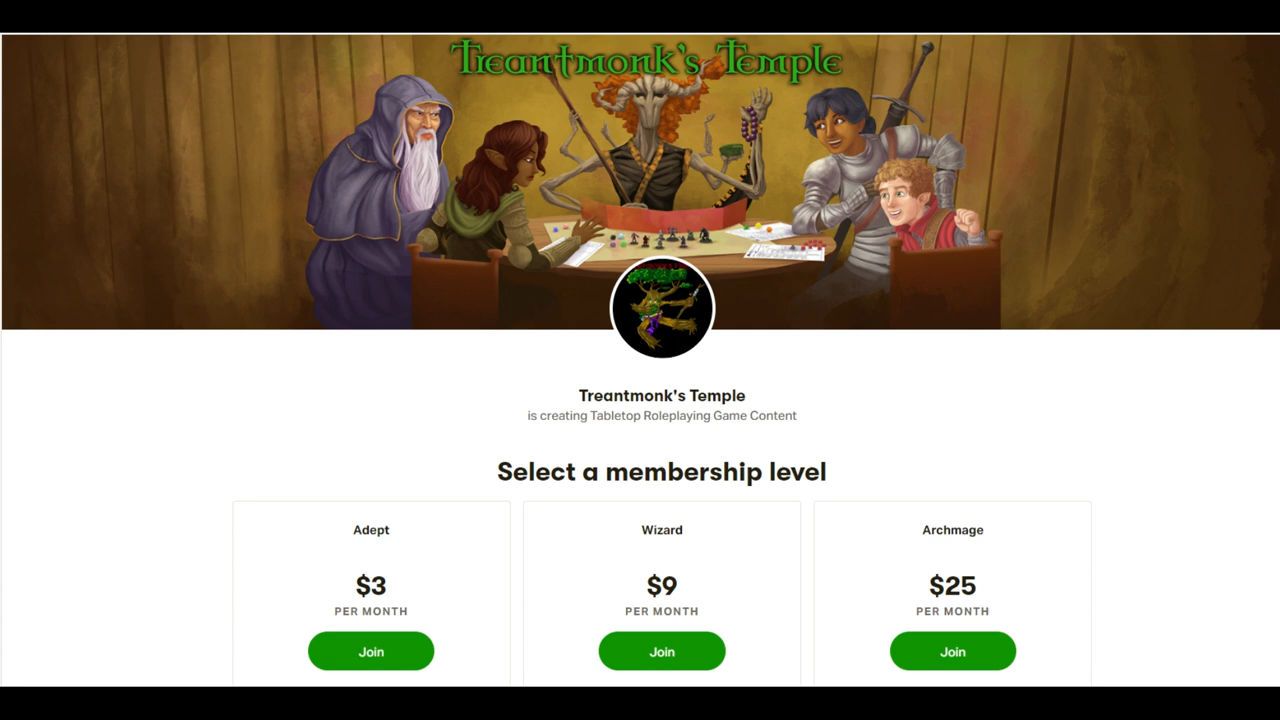 Treantmonk's Temple
Treantmonk's Temple
is creating Tabletop Roleplaying Game Content
Select a membership level
Adept
$3
PER MONTH
Join
Wizard
$9
PER MONTH
Join
Archmage
$25
PER MONTH
Join